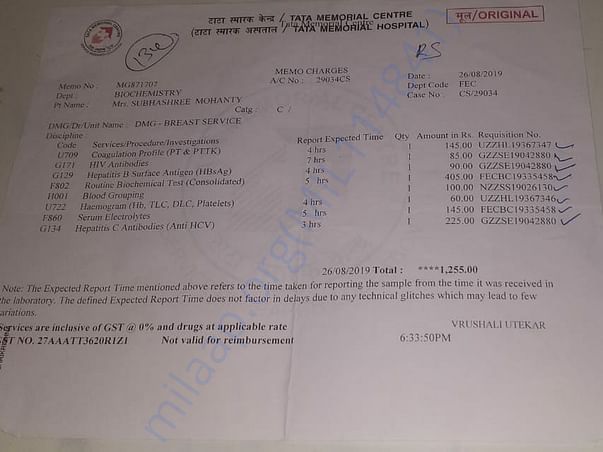 टाटा स्मारक केन्द्र / TATA MEMORIAL CENTRE
(टाटा स्मारक अस्पताल / TATA MEMORIAL HOSPITAL)
मूल/ORIGINAL
MEMO CHARGES
Memo No : MG871707 A/C No : 29034CS Date : 26/08/2019
Dept : BIOCHEMISTRY Dept Code FEC
Pt Name : Mrs. SUBHASHREE MOHANTY Case No : CS/29034
Catg : C /
DMG/Dr/Unit Name : DMG - BREAST SERVICE
Discipline :
Code Services/Procedure/Investigations Report Expected Time Qty Amount in Rs. Requisition No.
U709 Coagulation Profile (PT & PTTK) 4 hrs 1 145.00 UZZHL19367347
G171 HIV Antibodies 7 hrs 1 85.00 GZZSE19042880
G129 Hepatitis B Surface Antigen (HBsAg) 4 hrs 1 90.00 GZZSE19042880
F802 Routine Biochemical Test (Consolidated) 5 hrs 1 405.00 FECBC19335458
H001 Blood Grouping 1 100.00 NZZSS19026130
U722 Haemogram (Hb, TLC, DLC, Platelets) 4 hrs 1 60.00 UZZHL19367346
F860 Serum Electrolytes 5 hrs 1 145.00 FECBC19335458
G134 Hepatitis C Antibodies (Anti HCV) 3 hrs 1 225.00 GZZSE19042880
26/08/2019 Total : ****1,255.00
Note: The Expected Report Time mentioned above refers to the time taken for reporting the sample from the time it was received in
the laboratory. The defined Expected Report Time does not factor in delays due to any technical glitches which may lead to few
variations.
Services are inclusive of GST @ 0% and drugs at applicable rate VRUSHALI UTEKAR
GST NO. 27AAATT3620R1Z1 Not valid for reimbursement 6:33:50PM